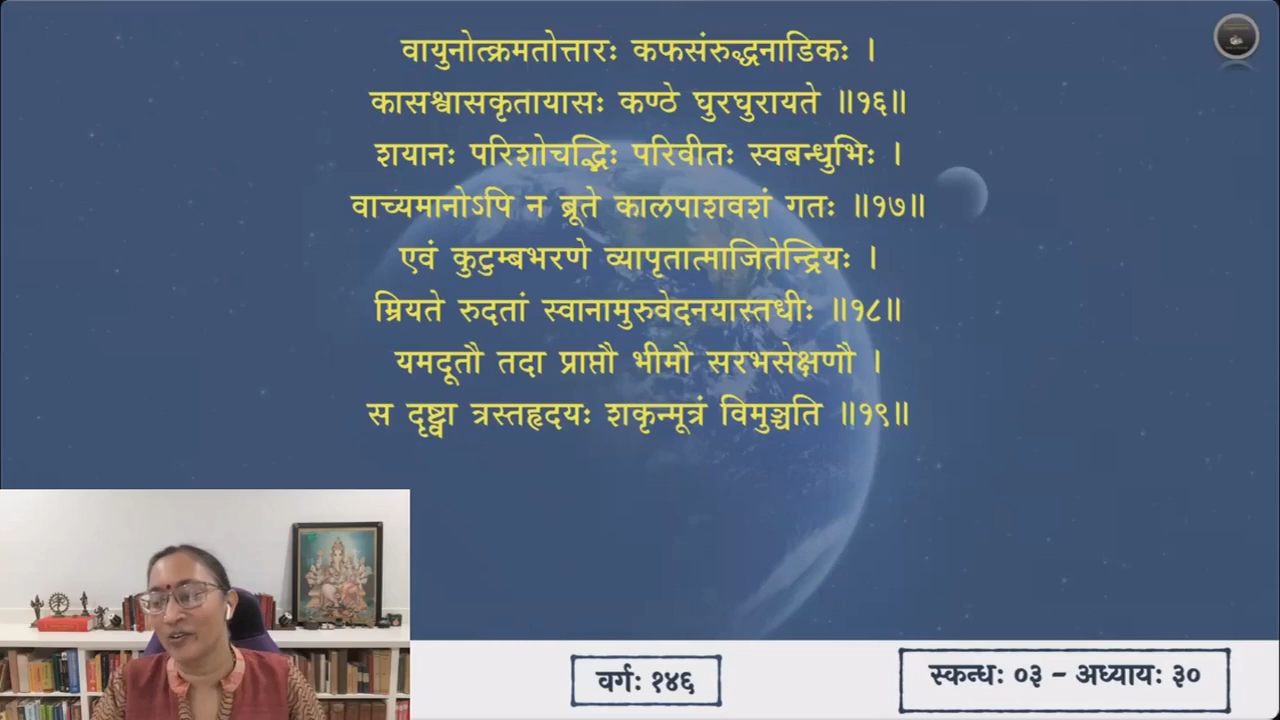 वायुनोत्क्रमतोत्तारः कफसंरुद्धनाडिकः ।
कासश्वासकृतायासः कण्ठे घुरघुरायते ॥१६॥
शयानः परिशोचद्भिः परिवीतः स्वबन्धुभिः ।
वाच्यमानोऽपि न ब्रूते कालपाशवशं गतः ॥१७॥
एवं कुटुम्बभरणे व्यापृतात्माजितेन्द्रियः ।
म्रियते रुदतां स्वानामुरुवेदनयास्तधीः ॥१८॥
यमदूतौ तदा प्राप्तौ भीमौ सरभसेक्षणौ ।
स दृष्ट्वा त्रस्तहृदयः शकृन्मूत्रं विमुञ्चति ॥१९॥
वर्गः १४६
स्कन्धः ०३ - अध्यायः ३०